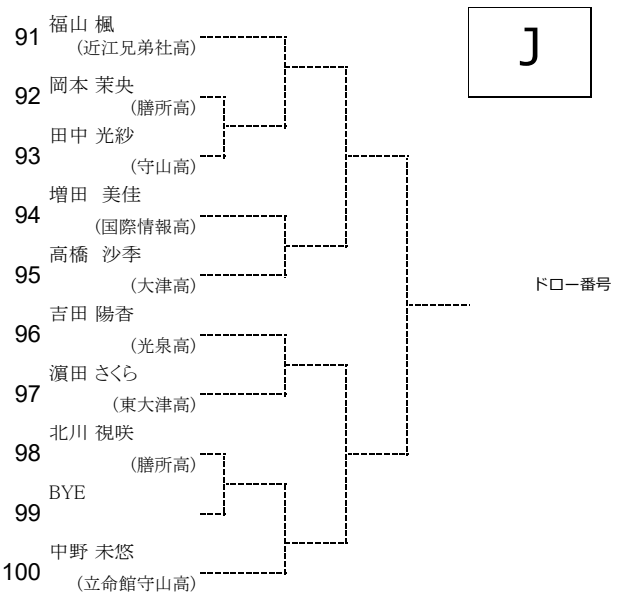 J
91 福山 楓
(近江兄弟社高)
92 岡本 茉央
(膳所高)
93 田中 光紗
(守山高)
94 増田 美佳
(国際情報高)
95 高橋 沙季
(大津高)
ドロー番号
96 吉田 陽香
(光泉高)
97 濵田 さくら
(東大津高)
98 北川 視咲
(膳所高)
99 BYE
100 中野 未悠
(立命館守山高)